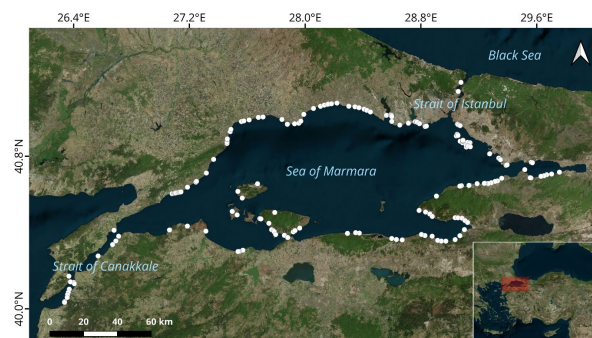 26.4°E 27.2°E 28.0°E 28.8°E 29.6°E
Black Sea
Strait of Istanbul
40.8°N
Sea of Marmara
Strait of Canakkale
40.0°N
0 20 40 60 km